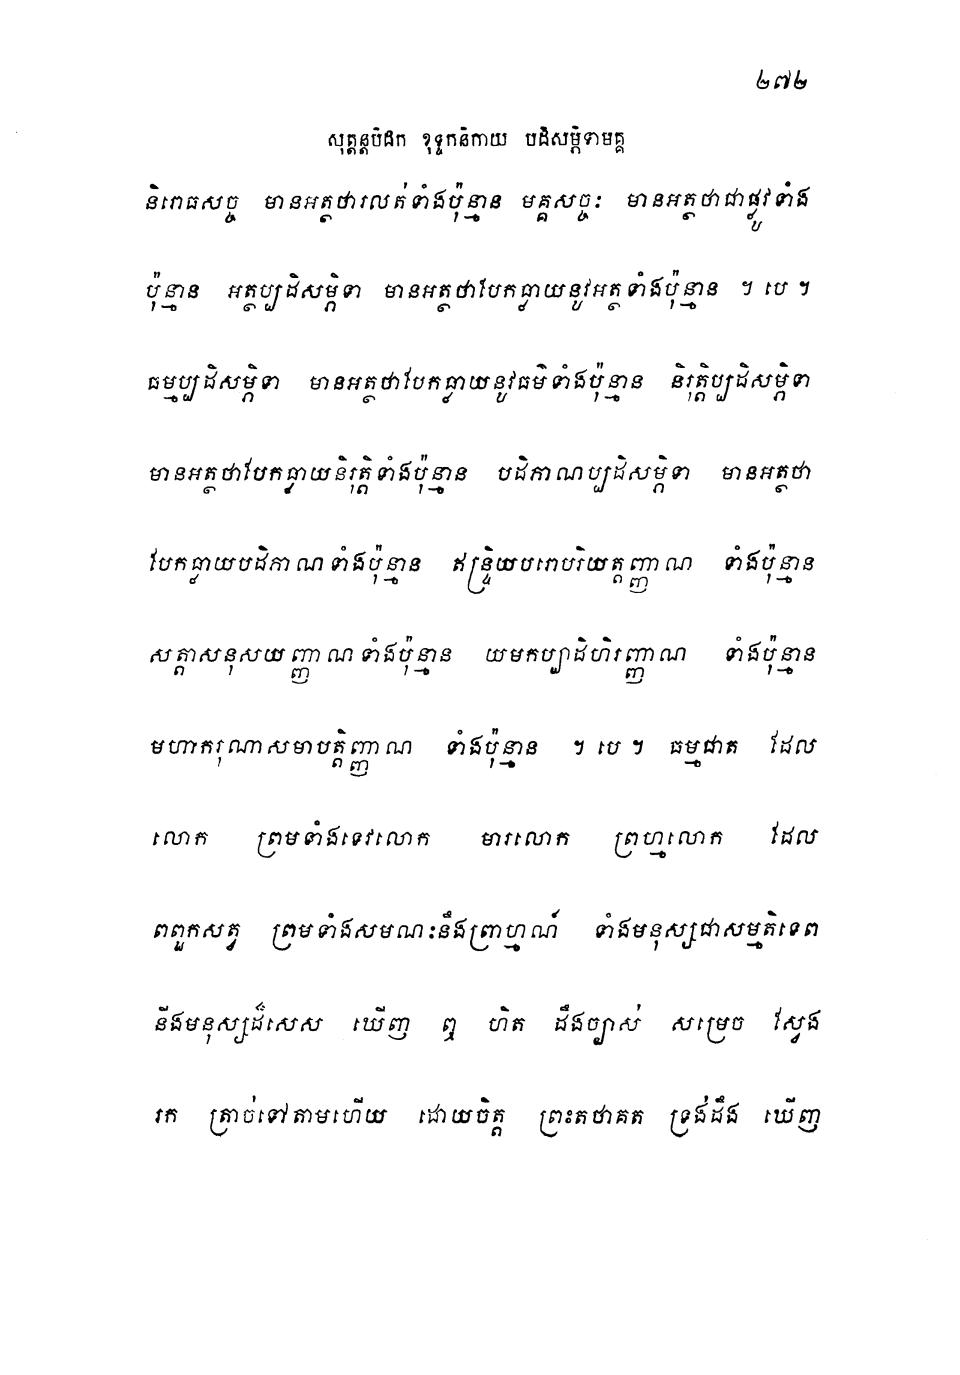 ២៧២
សុត្តន្តបិដក ខុទ្ទកនិកាយ បដិសម្ភិទាមគ្គ
និរោធសច្ច មានអត្ថថារលត់ទាំងប៉ុន្មាន មគ្គសច្ចៈ មានអត្ថថាជាផ្លូវទាំង
ប៉ុន្មាន អត្ថប្បដិសម្ភិទា មានអត្ថថាបែកធ្លាយនូវអត្ថទាំងប៉ុន្មាន ។ បេ ។
ធម្មប្បដិសម្ភិទា មានអត្ថថាបែកធ្លាយនូវធម៌ទាំងប៉ុន្មាន និរុត្តិប្បដិសម្ភិទា
មានអត្ថថាបែកធ្លាយនិរុត្តិទាំងប៉ុន្មាន បដិភាណប្បដិសម្ភិទា មានអត្ថថា
បែកធ្លាយបដិភាណទាំងប៉ុន្មាន ឥន្ទ្រិយបរោបរិយត្តញ្ញាណ ទាំងប៉ុន្មាន
សត្តាសនុសយញ្ញាណទាំងប៉ុន្មាន យមកប្បាដិហិរញ្ញាណ ទាំងប៉ុន្មាន
មហាករុណាសមាបត្តិញ្ញាណ ទាំងប៉ុន្មាន ។ បេ ។ ធម្មជាត ដែល
លោក ព្រមទាំងទេវលោក មារលោក ព្រហ្មលោក ដែល
ពពួកសត្វ ព្រមទាំងសមណៈនឹងព្រាហ្មណ៍ ទាំងមនុស្សជាសម្មតិទេព
នឹងមនុស្សដ៏សេស ឃើញ ឮ ហិត ដឹងច្បាស់ សម្រេច ស្វែង
រក ត្រាច់ទៅតាមហើយ ដោយចិត្ត ព្រះតថាគត ទ្រង់ដឹង ឃើញ